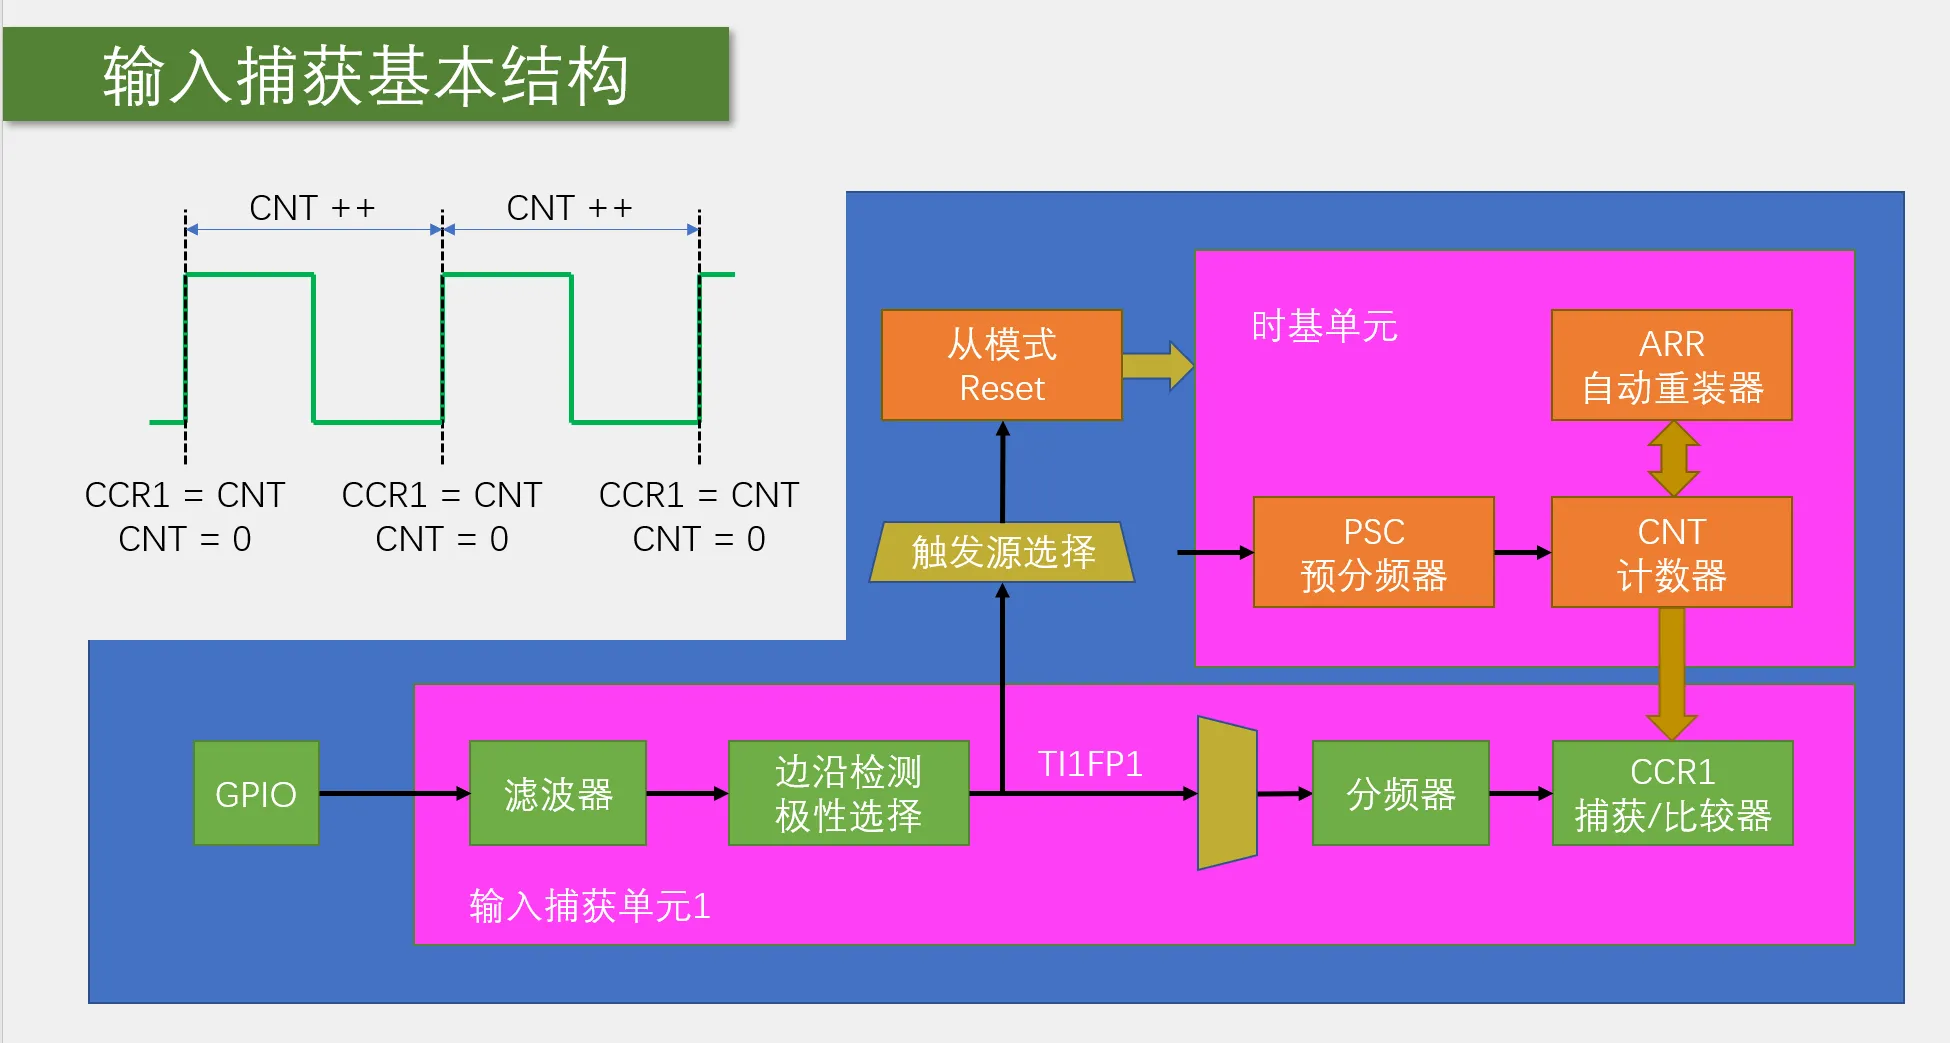 输入捕获基本结构
CNT ++
CNT ++
CCR1 = CNT
CNT = 0
CCR1 = CNT
CNT = 0
CCR1 = CNT
CNT = 0
从模式
Reset
时基单元
ARR
自动重装器
触发源选择
PSC
预分频器
CNT
计数器
GPIO
滤波器
边沿检测
极性选择
TI1FP1
分频器
CCR1
捕获/比较器
输入捕获单元1